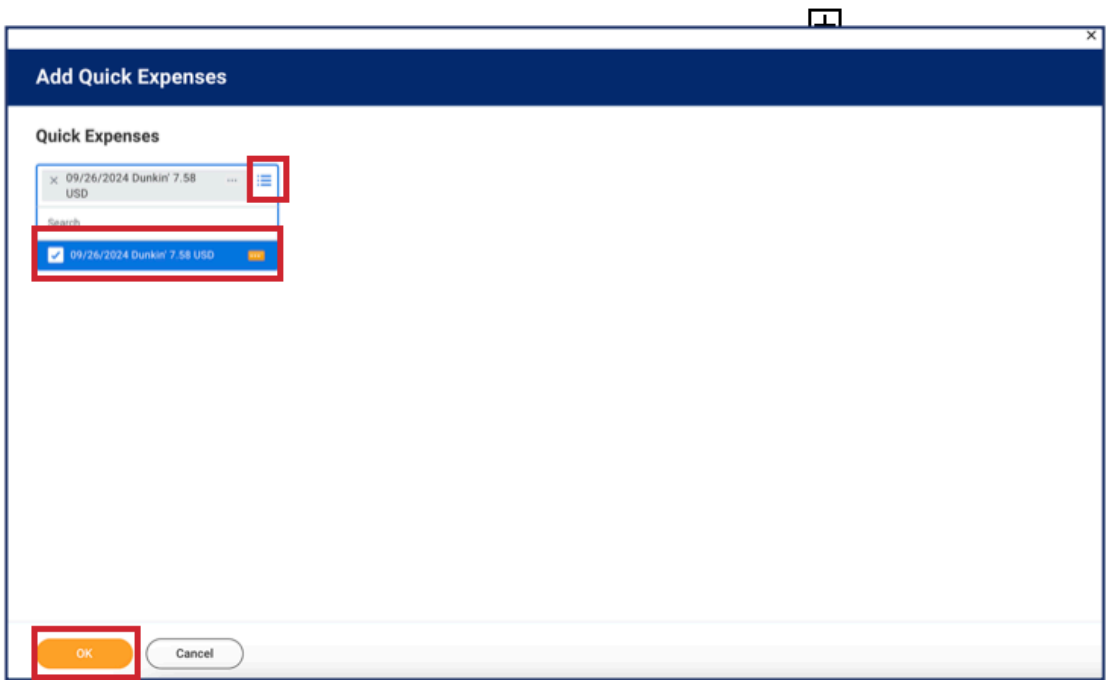 Add Quick Expenses
Quick Expenses
09/26/2024 Dunkin' 7.58
USD
Search
09/26/2024 Dunkin' 7.58 USD
OK
Cancel